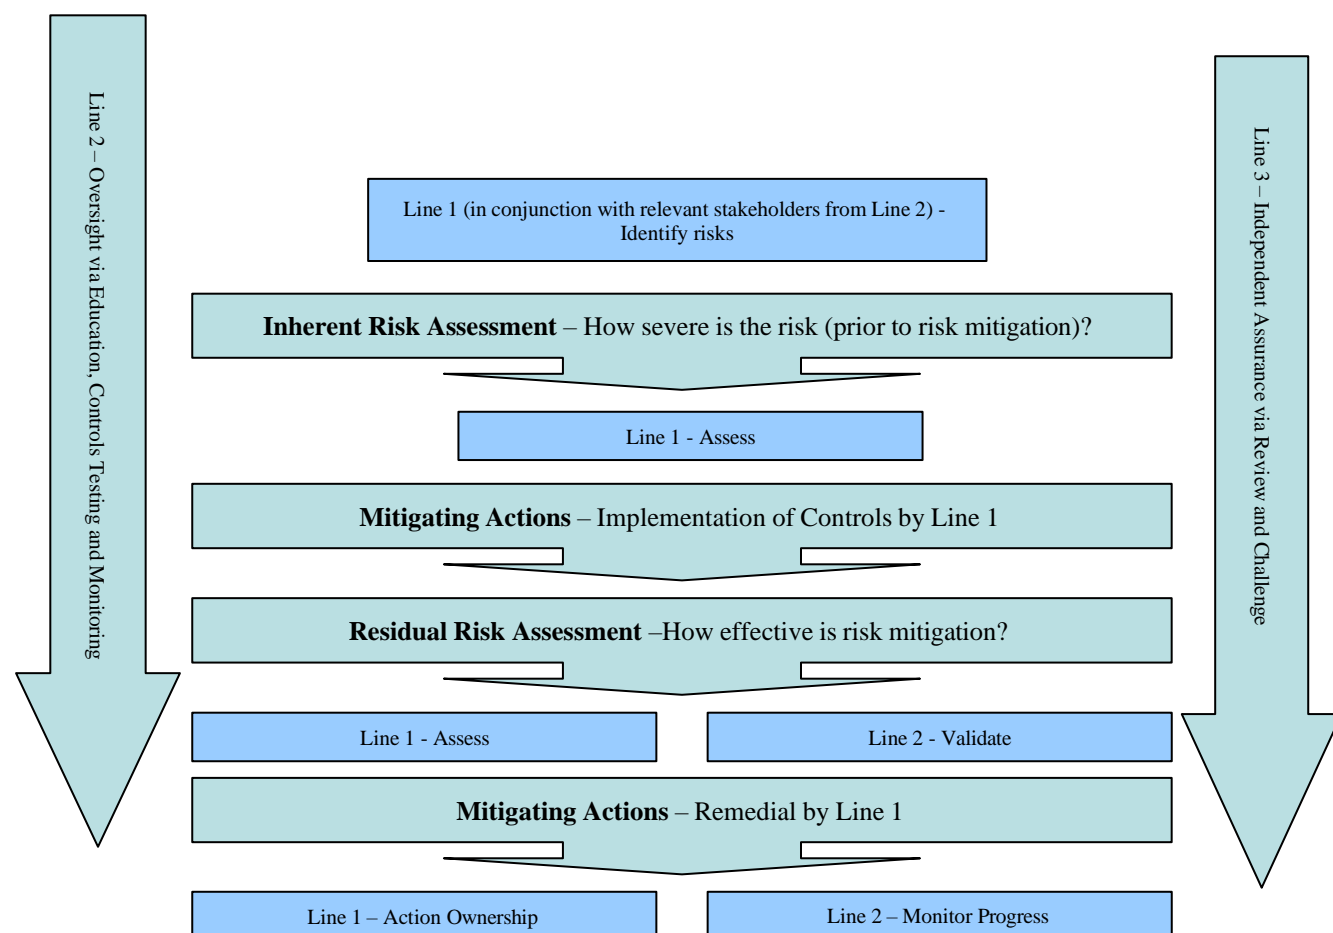 Line 2 – Oversight via Education, Controls Testing and Monitoring
Line 1 (in conjunction with relevant stakeholders from Line 2) -
Identify risks
Inherent Risk Assessment – How severe is the risk (prior to risk mitigation)?
Line 1 - Assess
Mitigating Actions – Implementation of Controls by Line 1
Residual Risk Assessment –How effective is risk mitigation?
Line 1 - Assess
Line 2 - Validate
Mitigating Actions – Remedial by Line 1
Line 1 – Action Ownership
Line 2 – Monitor Progress
Line 3 – Independent Assurance via Review and Challenge